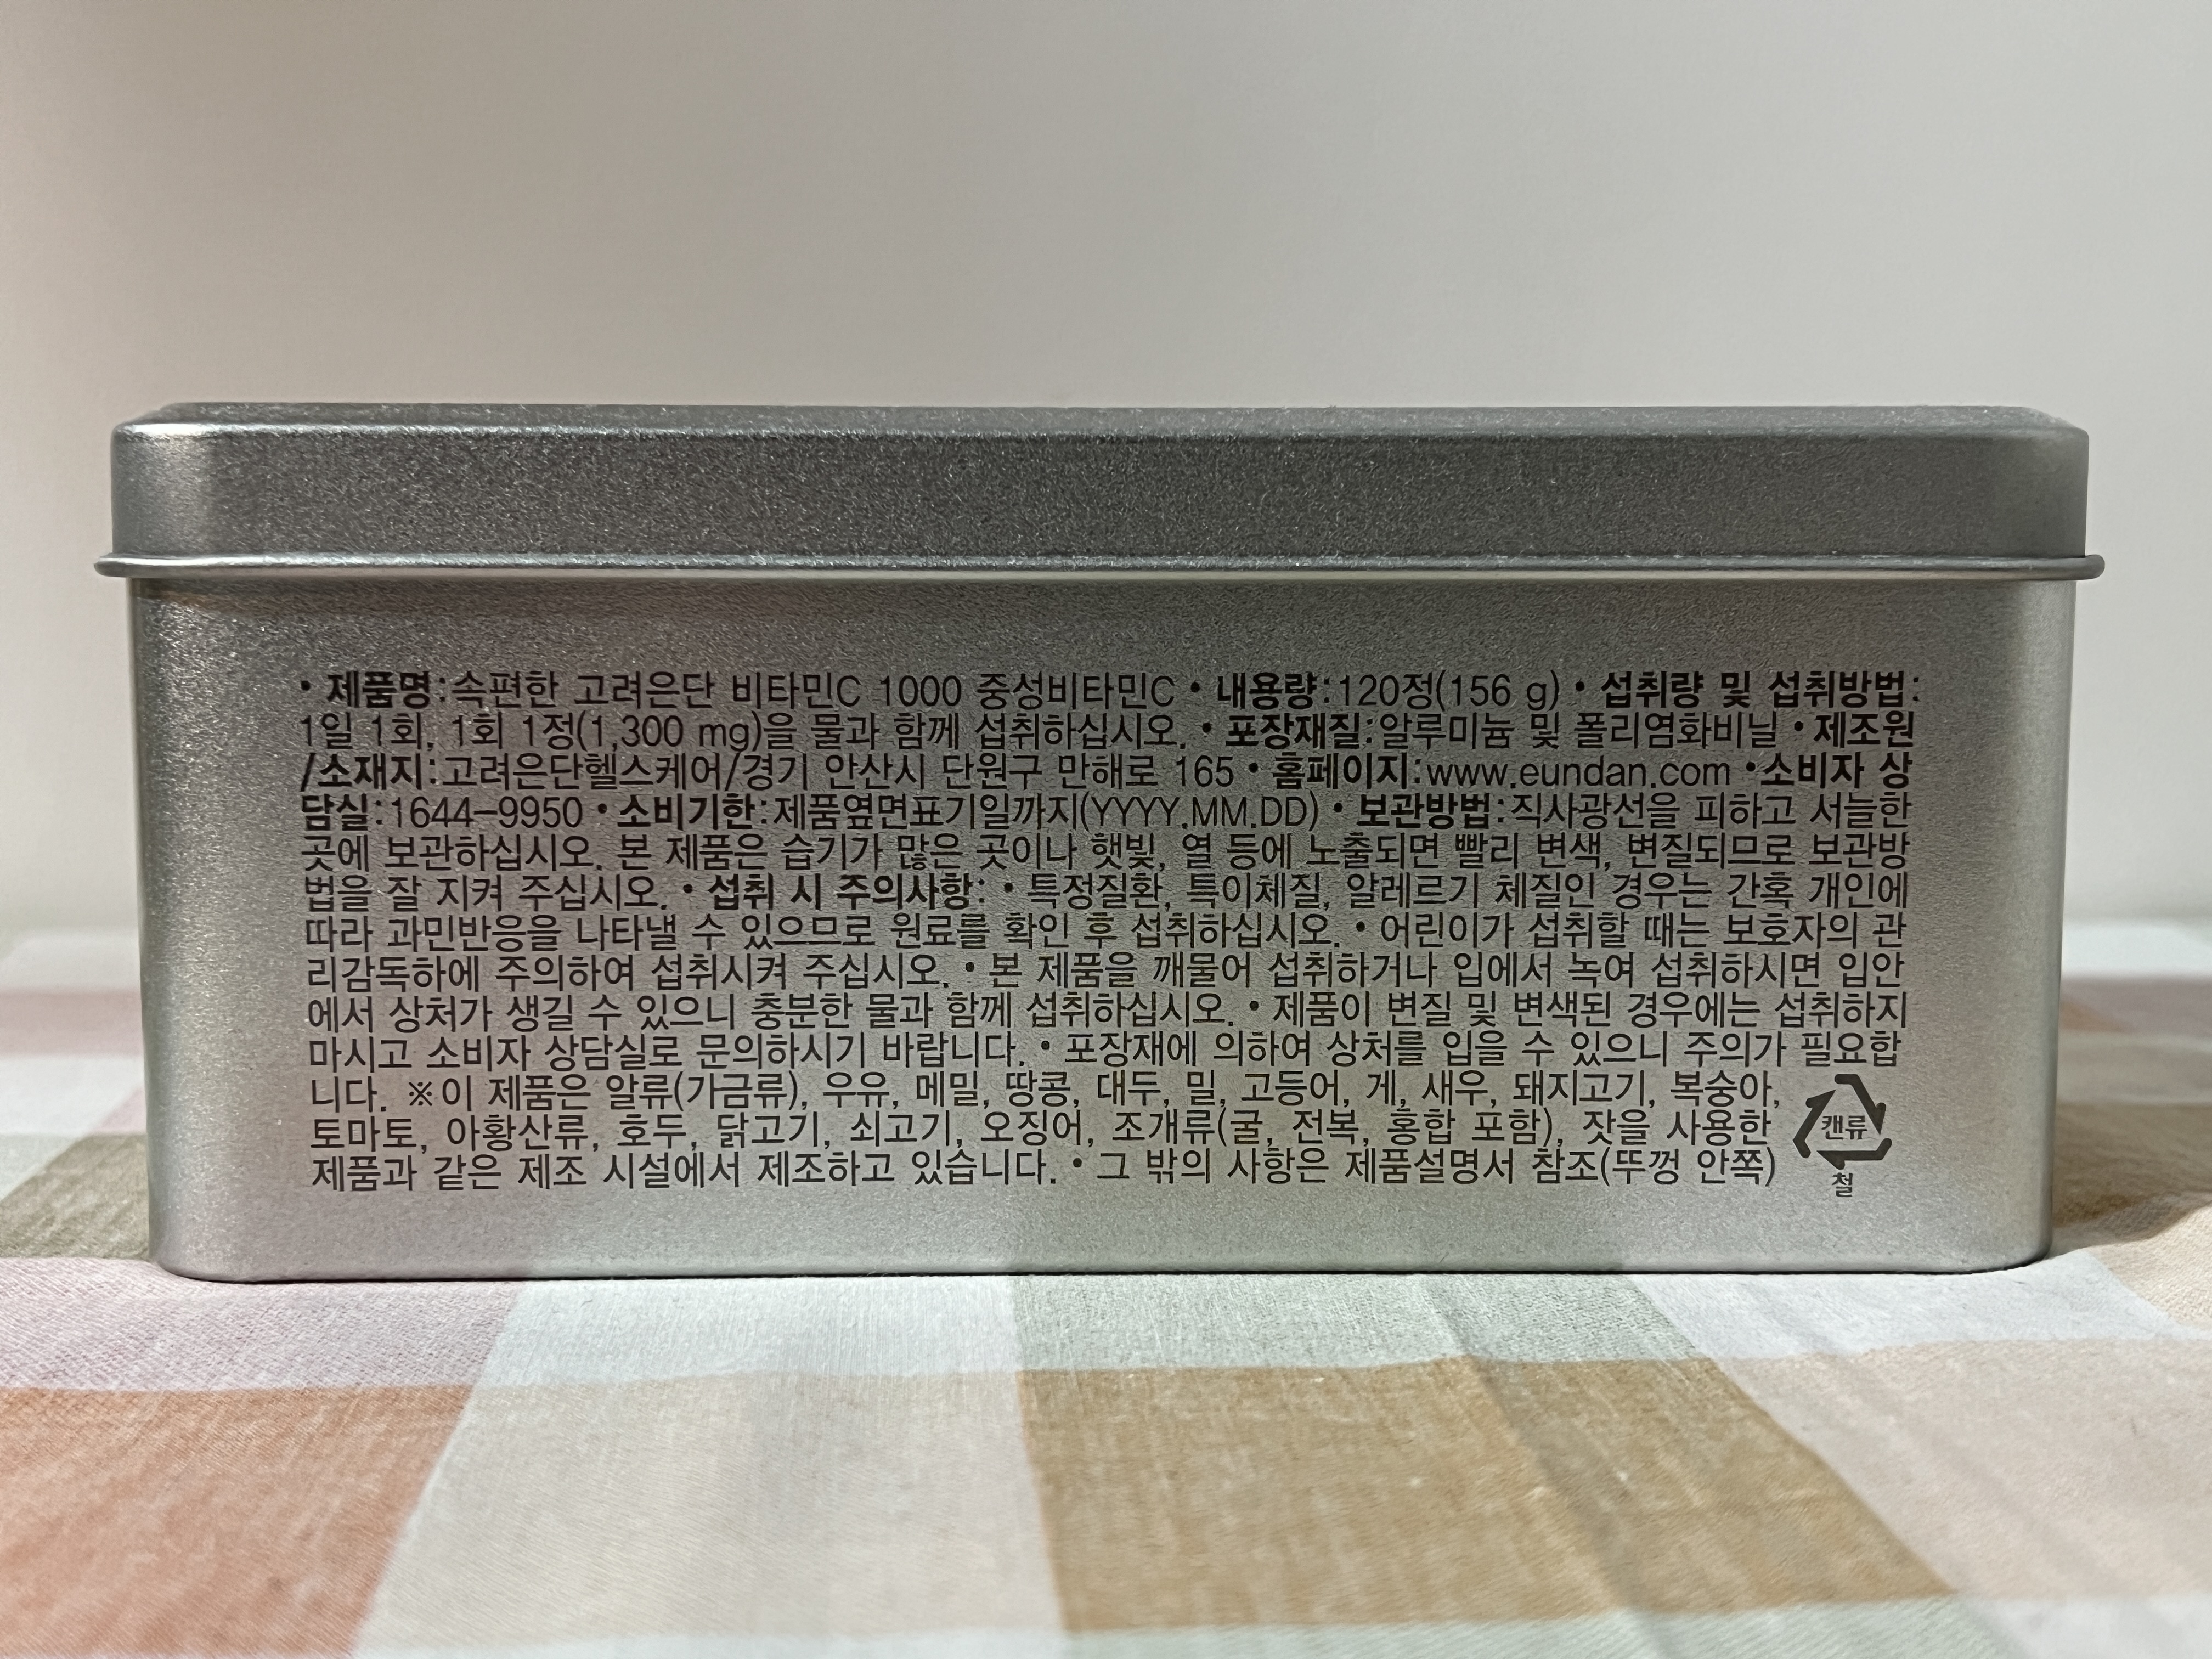 • 제품명:속편한 고려은단 비타민C 1000 중성비타민C • 내용량:120정(156 g) • 섭취량 및 섭취방법:
1일 1회, 1회 1정(1,300 mg)을 물과 함께 섭취하십시오. • 포장재질:알루미늄 및 폴리염화비닐 • 제조원
/소재지:고려은단헬스케어/경기 안산시 단원구 만해로 165 • 홈페이지:www.eundan.com •소비자 상
담실:1644-9950 • 소비기한:제품옆면표기일까지(YYYY.MM.DD) • 보관방법:직사광선을 피하고 서늘한
곳에 보관하십시오. 본 제품은 습기가 많은 곳이나 햇빛, 열 등에 노출되면 빨리 변색, 변질되므로 보관방
법을 잘 지켜 주십시오. • 섭취 시 주의사항: • 특정질환, 특이체질, 알레르기 체질인 경우는 간혹 개인에
따라 과민반응을 나타낼 수 있으므로 원료를 확인 후 섭취하십시오. • 어린이가 섭취할 때는 보호자의 관
리감독하에 주의하여 섭취시켜 주십시오. • 본 제품을 깨물어 섭취하거나 입에서 녹여 섭취하시면 입안
에서 상처가 생길 수 있으니 충분한 물과 함께 섭취하십시오. • 제품이 변질 및 변색된 경우에는 섭취하지
마시고 소비자 상담실로 문의하시기 바랍니다. • 포장재에 의하여 상처를 입을 수 있으니 주의가 필요합
니다. ※이 제품은 알류(가금류), 우유, 메밀, 땅콩, 대두, 밀, 고등어, 게, 새우, 돼지고기, 복숭아,
토마토, 아황산류, 호두, 닭고기, 쇠고기, 오징어, 조개류(굴, 전복, 홍합 포함), 잣을 사용한
제품과 같은 제조 시설에서 제조하고 있습니다. • 그 밖의 사항은 제품설명서 참조(뚜껑 안쪽)
캔류
철